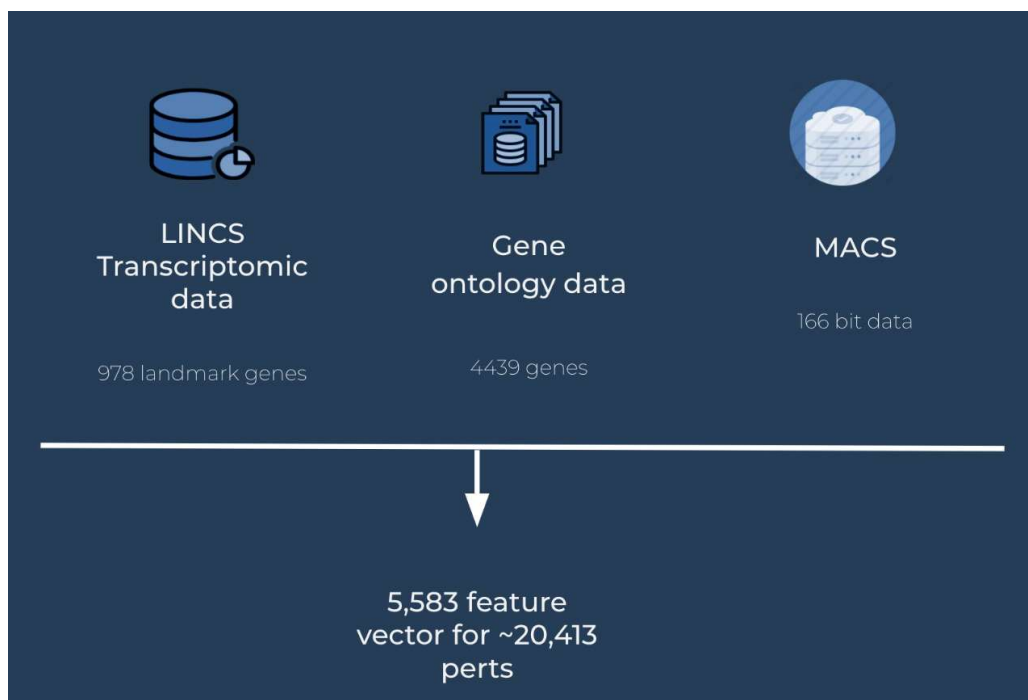 LINCS
Transcriptomic
data
978 landmark genes
Gene
ontology data
4439 genes
MACS
166 bit data
5,583 feature
vector for ~20,413
perts